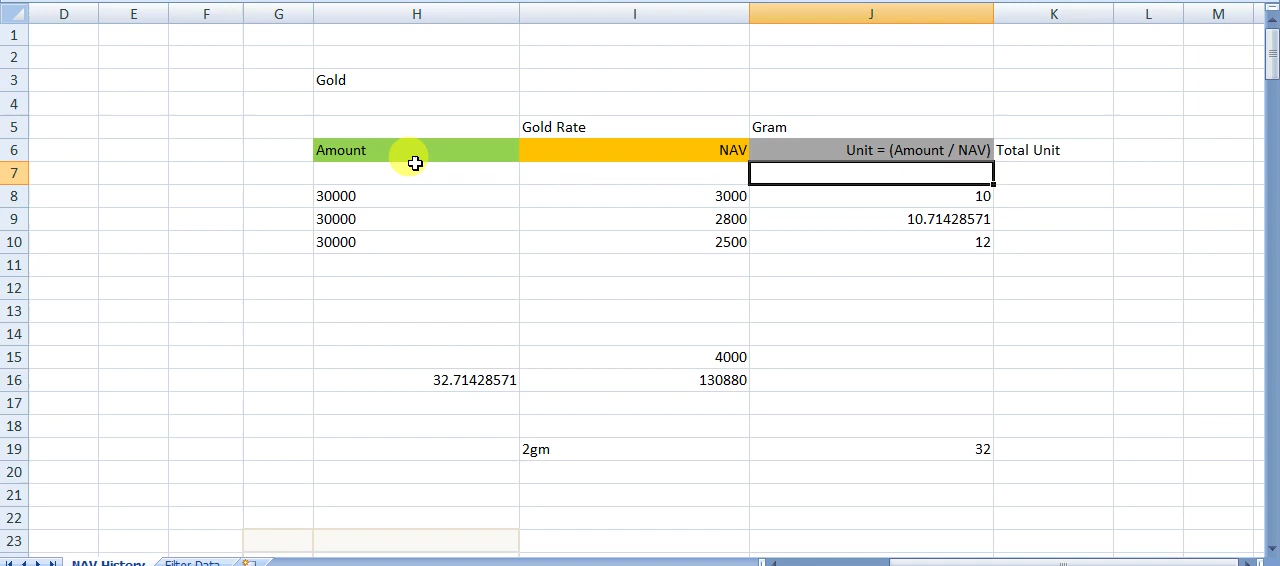 D E F G H I J K L M
1
2
3 Gold
4
5 Gold Rate Gram
6 Amount NAV Unit = (Amount / NAV) Total Unit
7
8 30000 3000 10
9 30000 2800 10.71428571
10 30000 2500 12
11
12
13
14
15 4000
16 32.71428571 130880
17
18
19 2gm 32
20
21
22
23
NAV History Filter Data